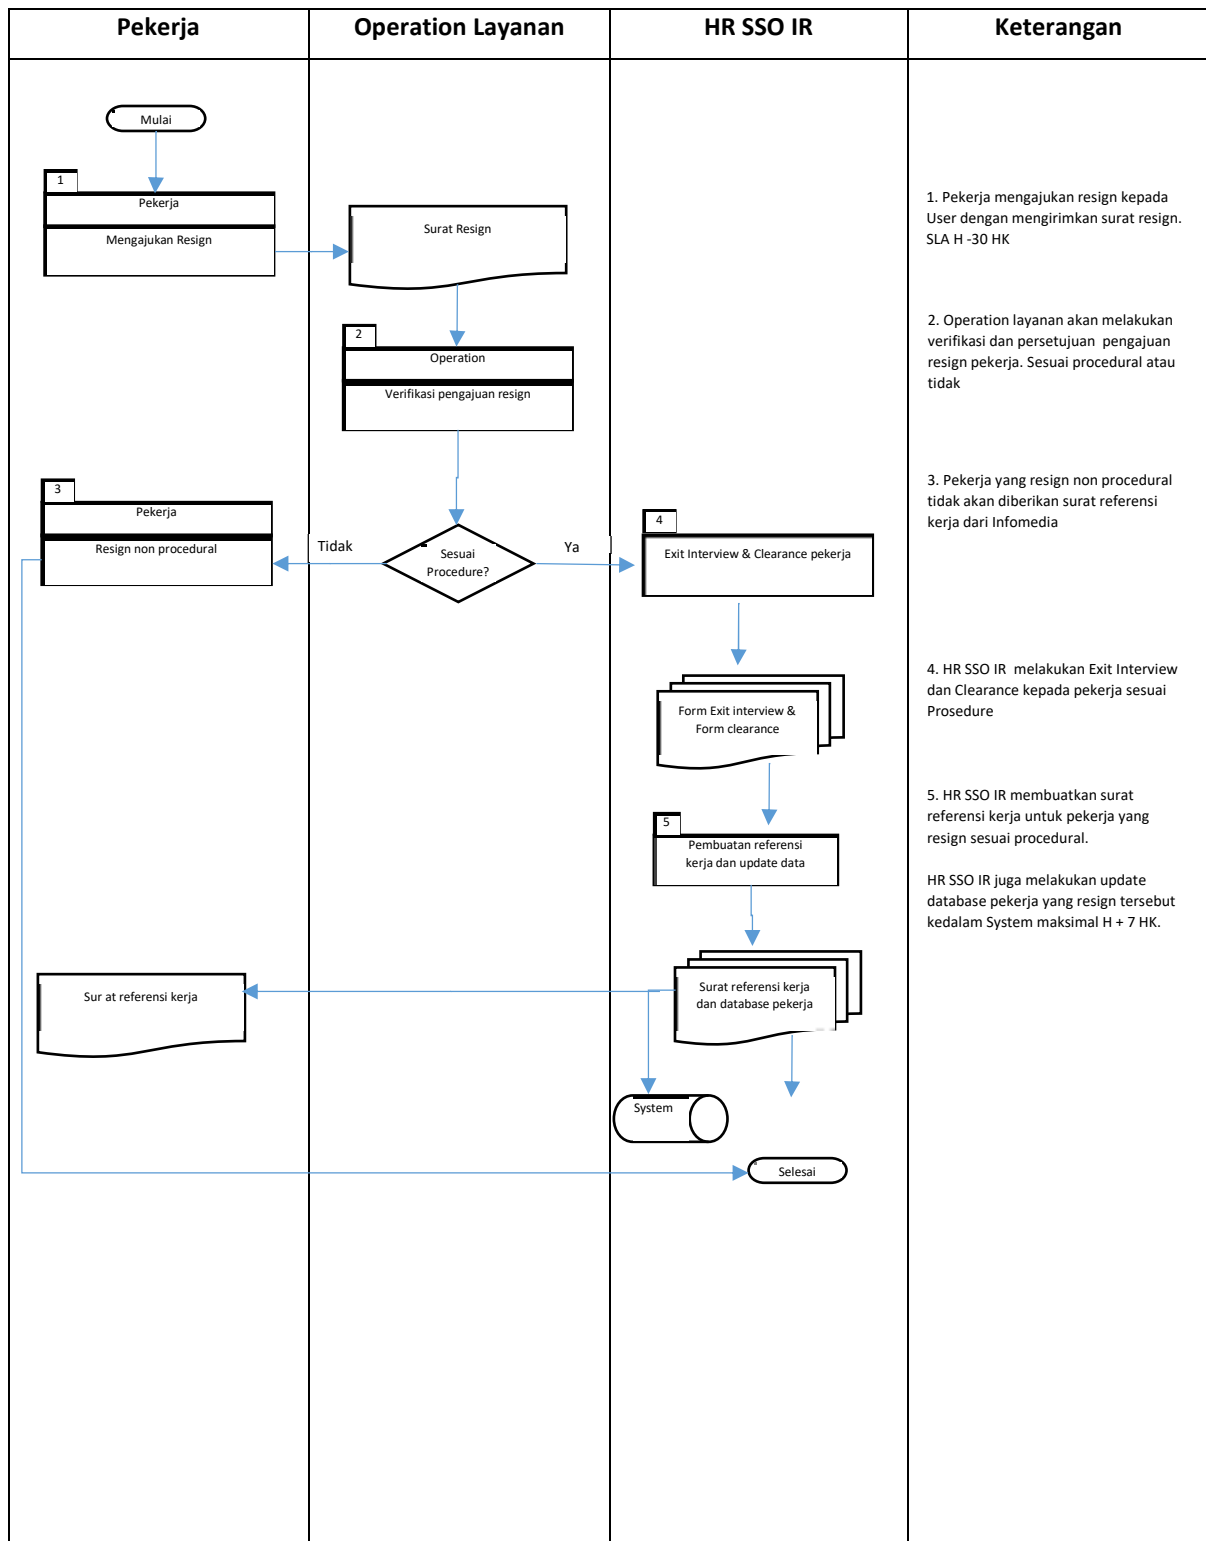 Pekerja
Operation Layanan
HR SSO IR
Keterangan
Mulai
1
Pekerja
Mengajukan Resign
Surat Resign
1. Pekerja mengajukan resign kepada
User dengan mengirimkan surat resign.
SLA H -30 HK
2
Operation
Verifikasi pengajuan resign
2. Operation layanan akan melakukan
verifikasi dan persetujuan  pengajuan
resign pekerja. Sesuai procedural atau
tidak
3
Pekerja
Resign non procedural
Tidak
Sesuai
Procedure?
Ya
4
Exit Interview & Clearance pekerja
3. Pekerja yang resign non procedural
tidak akan diberikan surat referensi
kerja dari Infomedia
Form Exit interview &
Form clearance
4. HR SSO IR  melakukan Exit Interview
dan Clearance kepada pekerja sesuai
Prosedure
5
Pembuatan referensi
kerja dan update data
5. HR SSO IR membuatkan surat
referensi kerja untuk pekerja yang
resign sesuai procedural.
HR SSO IR juga melakukan update
database pekerja yang resign tersebut
kedalam System maksimal H + 7 HK.
Sur at referensi kerja
Surat referensi kerja
dan database pekerja
System
Selesai